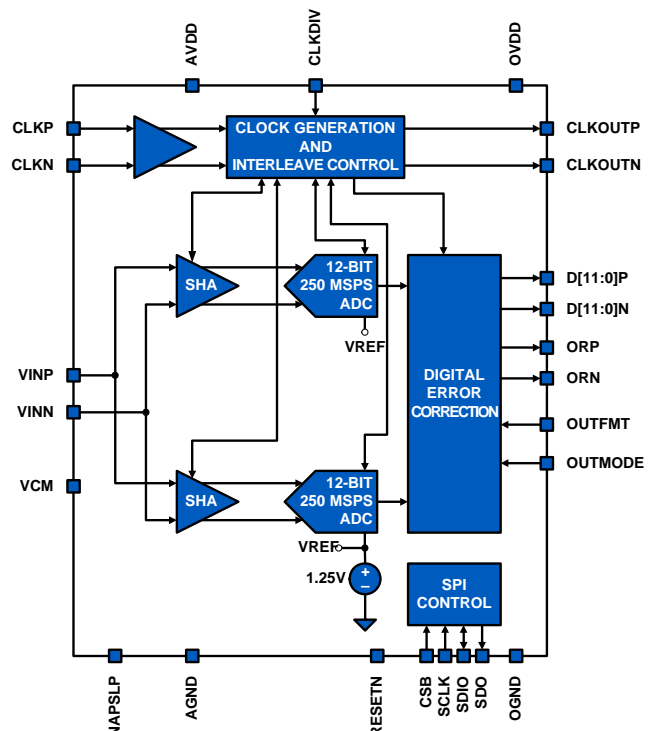 AVDD
CLKDIV
OVDD
CLKP
CLKN
CLOCK GENERATION
AND
INTERLEAVE CONTROL
CLKOUTP
CLKOUTN
SHA
12-BIT
250 MSPS
ADC
VREF
D[11:0]P
D[11:0]N
ORP
ORN
OUTFMT
OUTMODE
DIGITAL
ERROR
CORRECTION
VINP
VINN
VCM
SHA
12-BIT
250 MSPS
ADC
VREF
1.25V
+
–
SPI
CONTROL
NAPSLP
AGND
RESETN
CSB
SCLK
SDIO
SDO
OGND